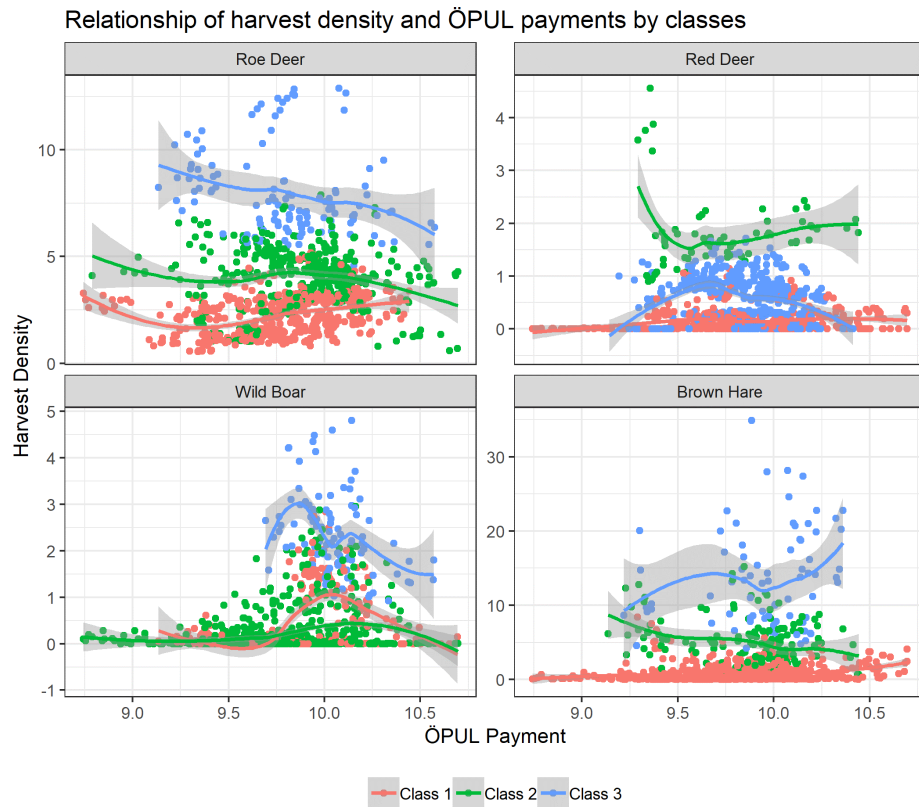 Relationship of harvest density and ÖPUL payments by classes
Roe Deer
Red Deer
10
5
0
4
3
2
1
0
Wild Boar
Brown Hare
5
4
3
2
1
0
-1
30
20
10
0
9.0 9.5 10.0 10.5
9.0 9.5 10.0 10.5
Harvest Density
ÖPUL Payment
Class 1 Class 2 Class 3